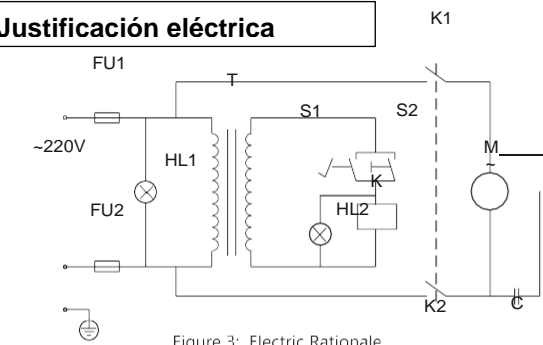 Justificación eléctrica
K1
FU1
T
S1
S2
~220V
HL1
M
~
K
FU2
HL2
K2
C
Figure 3: Electric Rationale